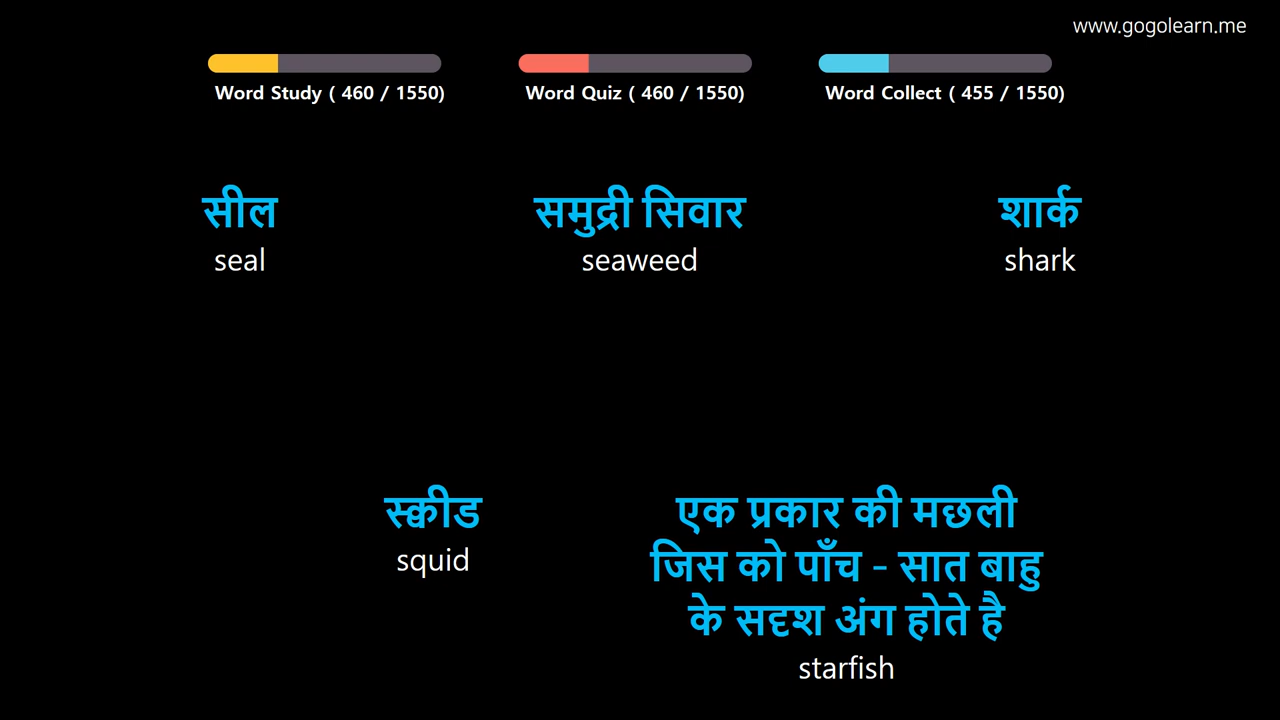 www.gogolearn.me
Word Study ( 460 / 1550)
Word Quiz ( 460 / 1550)
Word Collect ( 455 / 1550)
सील
seal
समुद्री सिवार
seaweed
शार्क
shark
स्क्वीड
squid
एक प्रकार की मछली
जिस को पाँच - सात बाहु
के सदृश अंग होते है
starfish